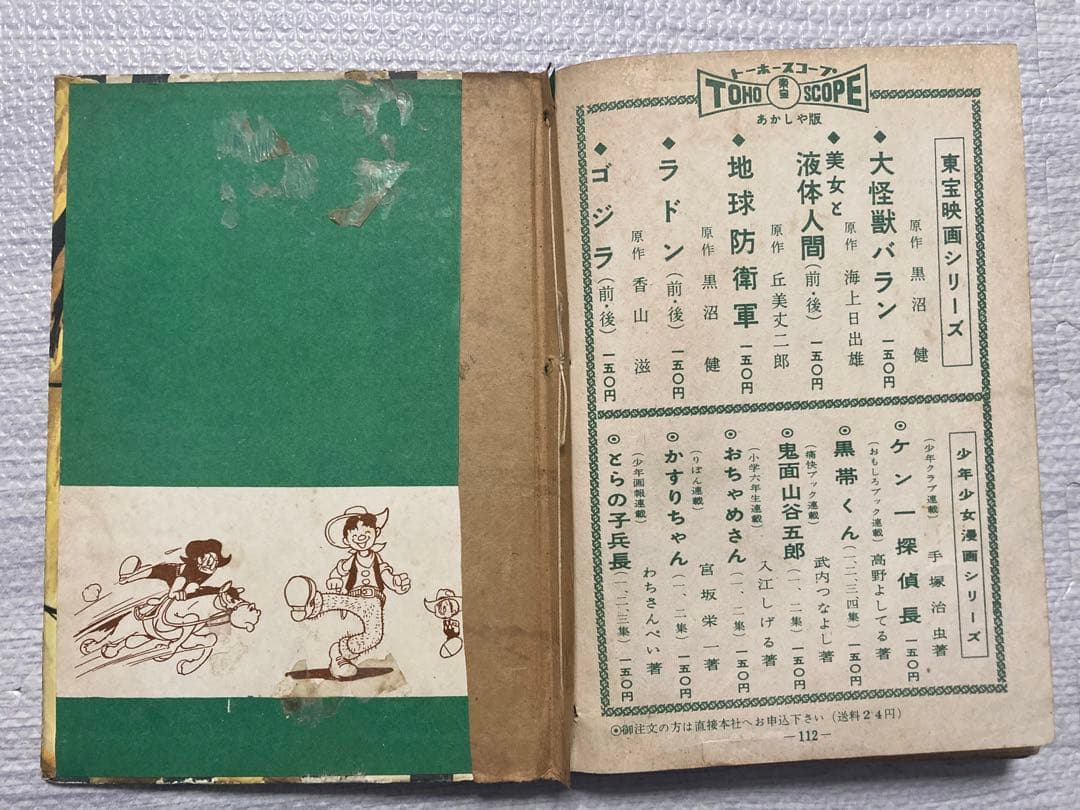 トーホースコープ
TOHO 東宝 SCOPE
あかしや版
東宝映画シリーズ
原作 黒沼 健
◆大怪獣バラン 一五〇円
原作 海上日出雄
◆美女と
液体人間(前・後) 一五〇円
原作 丘美丈二郎
◆地球防衛軍 一五〇円
原作 黒沼 健
◆ラドン(前・後) 一五〇円
原作 香山 滋
◆ゴジラ(前・後) 一五〇円
少年少女漫画シリーズ
(少年クラブ連載) 手塚治虫著
◎ケン一探偵長 一五〇円
(おもしろブック連載) 高野よしてる著
◎黒帯くん(一、二、三、四集) 一五〇円
(痛快ブック連載) 武内つなよし著
◎鬼面山谷五郎(一、二集) 一五〇円
(小学六年生連載) 入江しげる著
◎おちゃめさん(一、二集) 一五〇円
(りぼん連載) 宮坂栄一著
◎かすりちゃん(一、二集) 一五〇円
(少年画報連載) わちさんぺい著
◎とらの子兵長(一、二、三集) 一五〇円
◎御注文の方は直接本社へお申込下さい(送料24円)
—112—